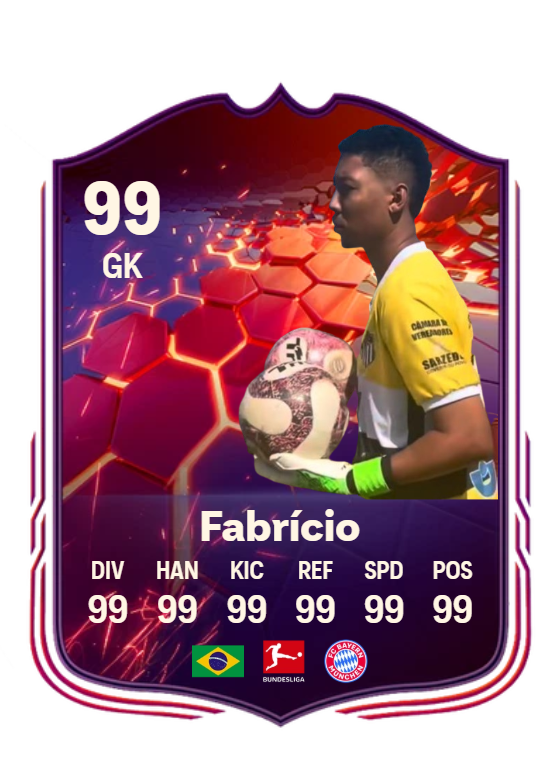 99
GK
CÂMARA DE
VEREADORES
Fabrício
DIV HAN KIC REF SPD POS
99 99 99 99 99 99
BUNDESLIGA
FC BAYERN
MÜNCHEN